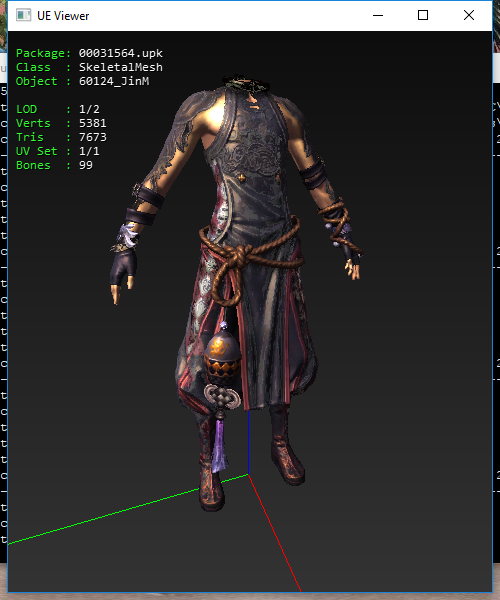 UE Viewer
Package: 00031564.upk
Class : SkeletalMesh
Object : 60124_JinM
LOD : 1/2
Verts : 5381
Tris : 7673
UV Set : 1/1
Bones : 99